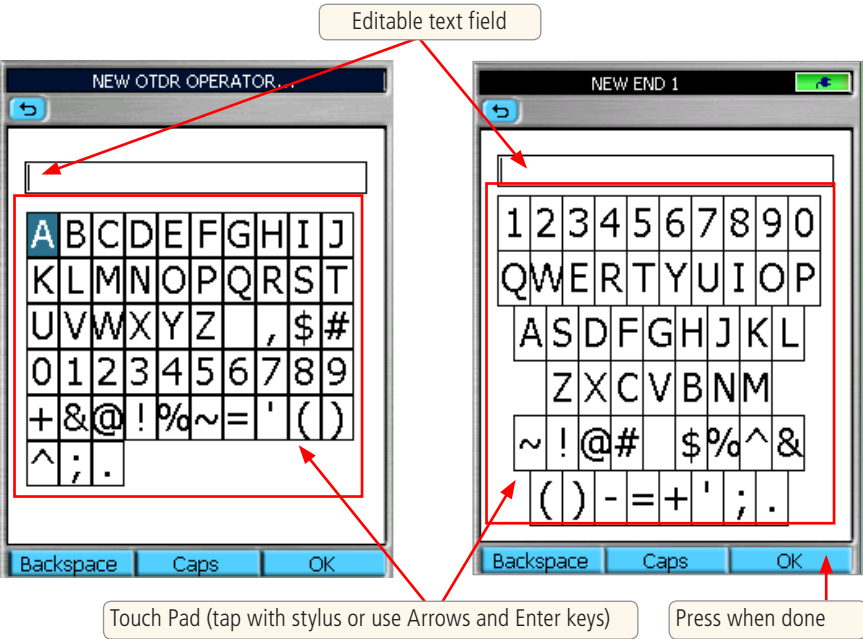 Editable text field
NEW OTDR OPERATOR...
NEW END 1
A B C D E F G H I J
K L M N O P Q R S T
U V W X Y Z , $ #
0 1 2 3 4 5 6 7 8 9
+ & @ ! % ~ = ' ( )
^ ; .
Backspace Caps OK
1 2 3 4 5 6 7 8 9 0
Q W E R T Y U I O P
A S D F G H J K L
Z X C V B N M
~ ! @ # $ % ^ &
( ) - = + ' ; .
Backspace Caps OK
Touch Pad (tap with stylus or use Arrows and Enter keys)
Press when done